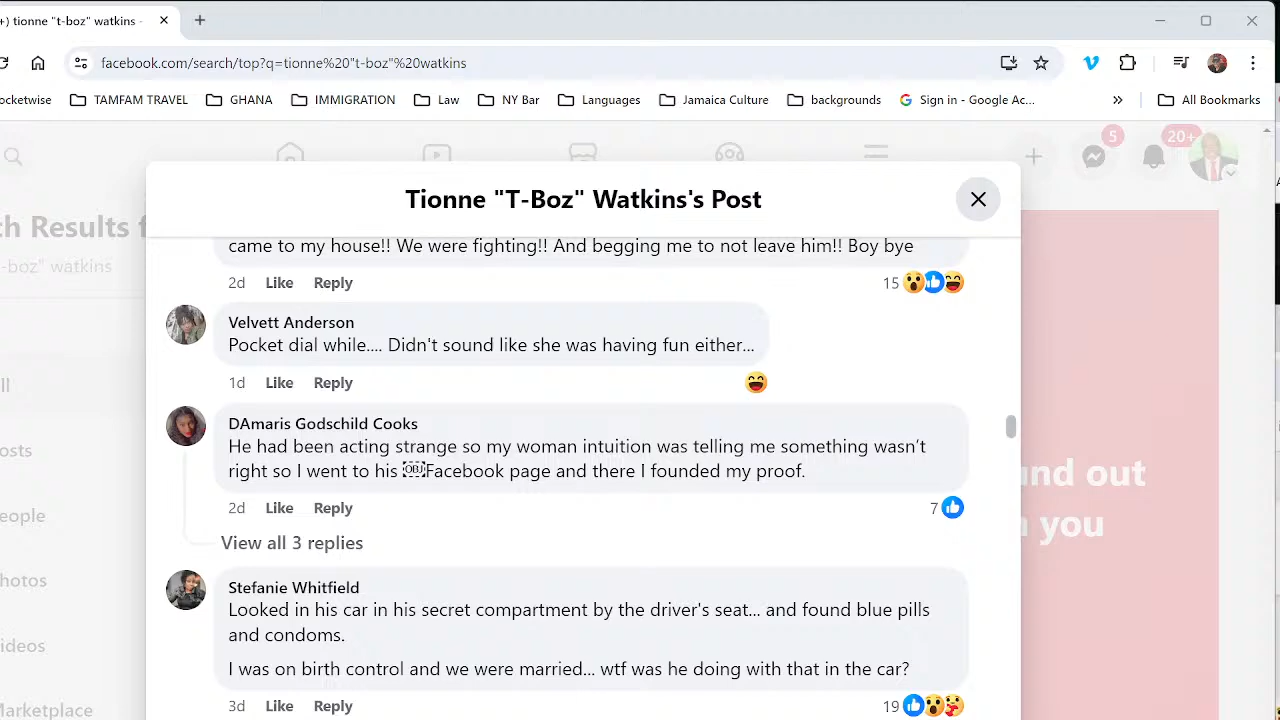 +) tionne "t-boz" watkins -
facebook.com/search/top?q=tionne%20"t-boz"%20watkins
ocketwise TAMFAM TRAVEL GHANA IMMIGRATION Law NY Bar Languages Jamaica Culture backgrounds Sign in - Google Ac... » All Bookmarks
5
20+
ch Results f
-boz" watkins
Tionne "T-Boz" Watkins's Post
came to my house!! We were fighting!! And begging me to not leave him!! Boy bye
2d Like Reply 15
Velvett Anderson
Pocket dial while.... Didn't sound like she was having fun either...
1d Like Reply
DAmaris Godschild Cooks
He had been acting strange so my woman intuition was telling me something wasn’t
right so I went to his ￼Facebook page and there I founded my proof.
2d Like Reply 7
View all 3 replies
Stefanie Whitfield
Looked in his car in his secret compartment by the driver's seat... and found blue pills
and condoms.
I was on birth control and we were married... wtf was he doing with that in the car?
3d Like Reply 19
ll
osts
eople
hotos
ideos
Marketplace
und out
n you